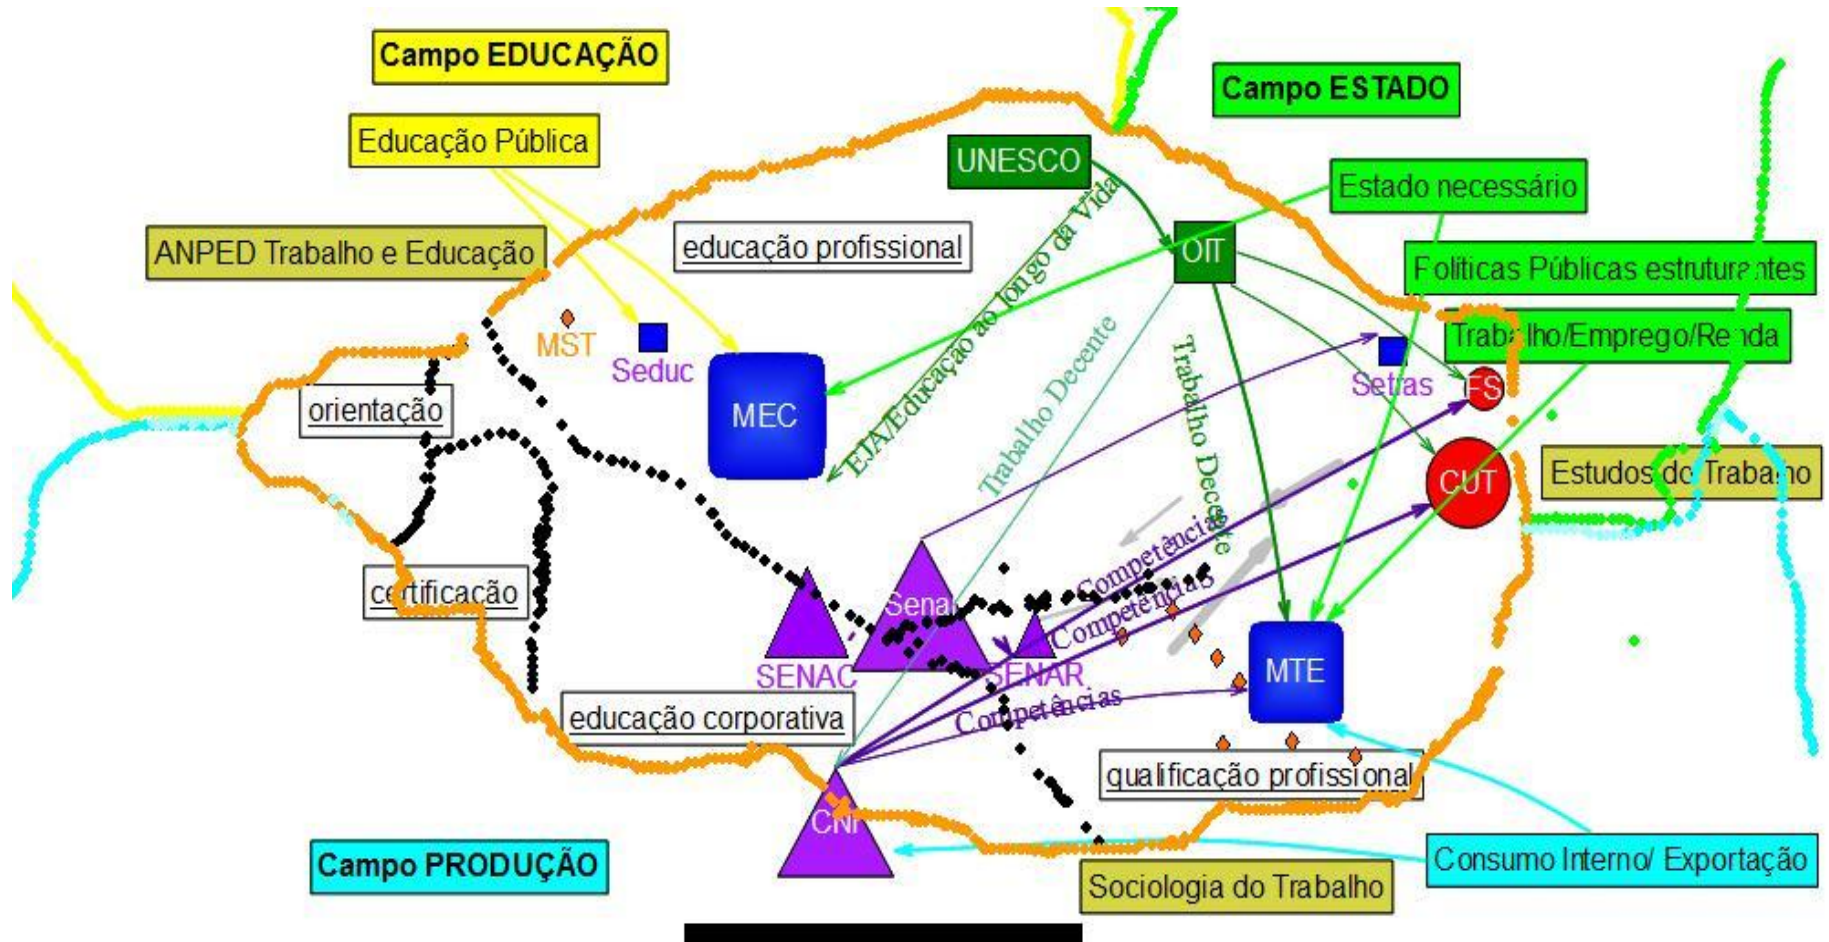 Campo EDUCAÇÃO
Campo ESTADO
Educação Pública
UNESCO
Estado necessário
ANPED Trabalho e Educação
educação profissional
OIT
Políticas Públicas estruturantes
MST
Seduc
Trabalho/Emprego/Renda
Setras
FS
orientação
MEC
EJA/Educação ao longo da Vida
Trabalho Decente
Trabalho Decente
CUT
Estudos do Trabalho
certificação
Senai
Competências
Competências
SENAC
SENAR
MTE
Competências
educação corporativa
qualificação profissional
CNI
Campo PRODUÇÃO
Consumo Interno/ Exportação
Sociologia do Trabalho